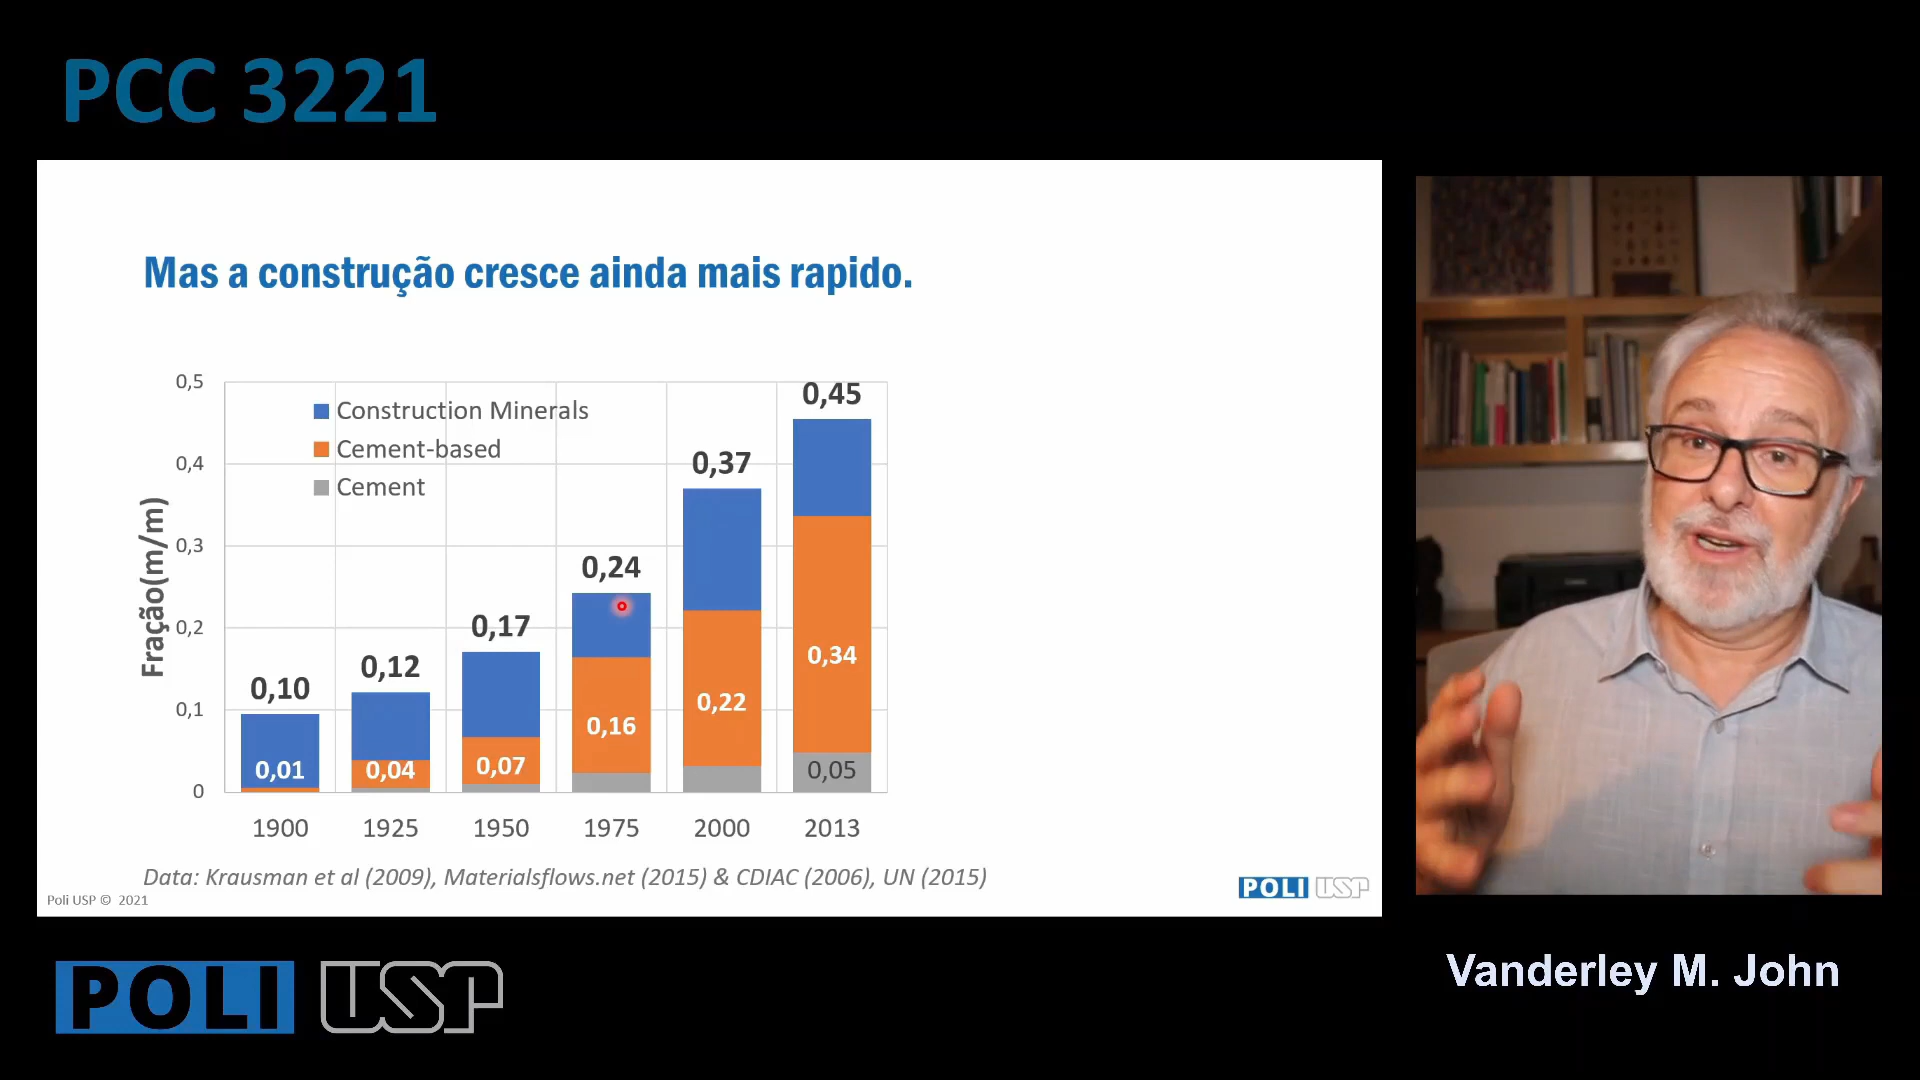 PCC 3221
Mas a construção cresce ainda mais rapido.
Fração(m/m)
0,5
0,4
0,3
0,2
0,1
0
Construction Minerals
Cement-based
Cement
0,10
0,01
0,12
0,04
0,17
0,07
0,24
0,16
0,37
0,22
0,45
0,34
0,05
1900 1925 1950 1975 2000 2013
Data: Krausman et al (2009), Materialsflows.net (2015) & CDIAC (2006), UN (2015)
Poli USP © 2021
POLI USP
POLI USP
Vanderley M. John